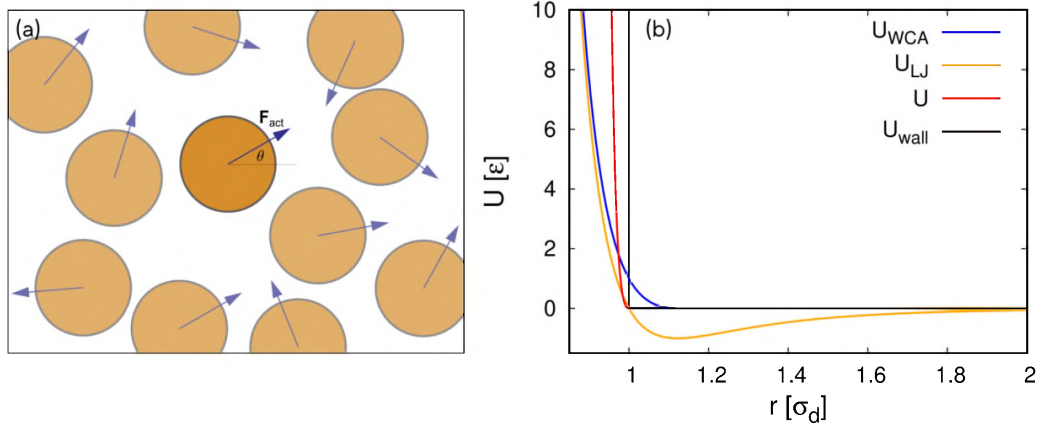 (a)
F_act
θ
(b)
U_WCA
U_LJ
U
U_wall
U [ε]
10
8
6
4
2
0
1
1.2
1.4
1.6
1.8
2
r [σ_d]